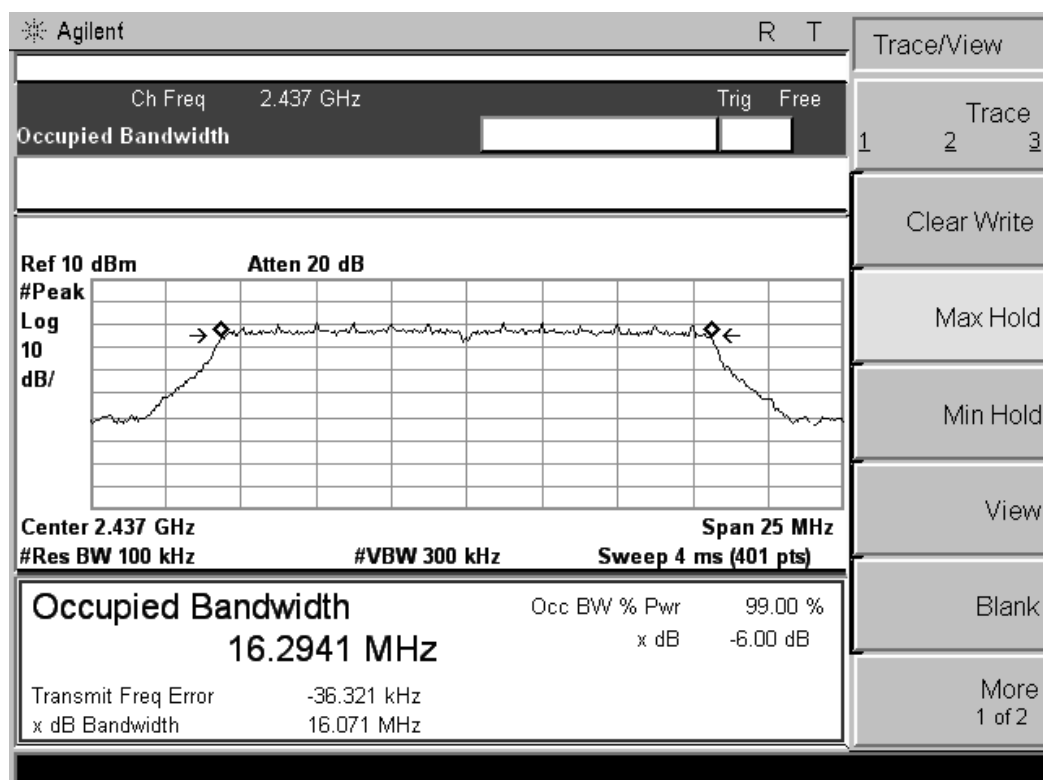 Agilent R T
Trace/View
Ch Freq 2.437 GHz Trig Free
Occupied Bandwidth
Trace
1 2 3
Clear Write
Max Hold
Min Hold
View
Blank
More
1 of 2
Ref 10 dBm Atten 20 dB
#Peak
Log
10
dB/
Center 2.437 GHz Span 25 MHz
#Res BW 100 kHz #VBW 300 kHz Sweep 4 ms (401 pts)
Occupied Bandwidth
16.2941 MHz
Occ BW % Pwr 99.00 %
x dB -6.00 dB
Transmit Freq Error -36.321 kHz
x dB Bandwidth 16.071 MHz